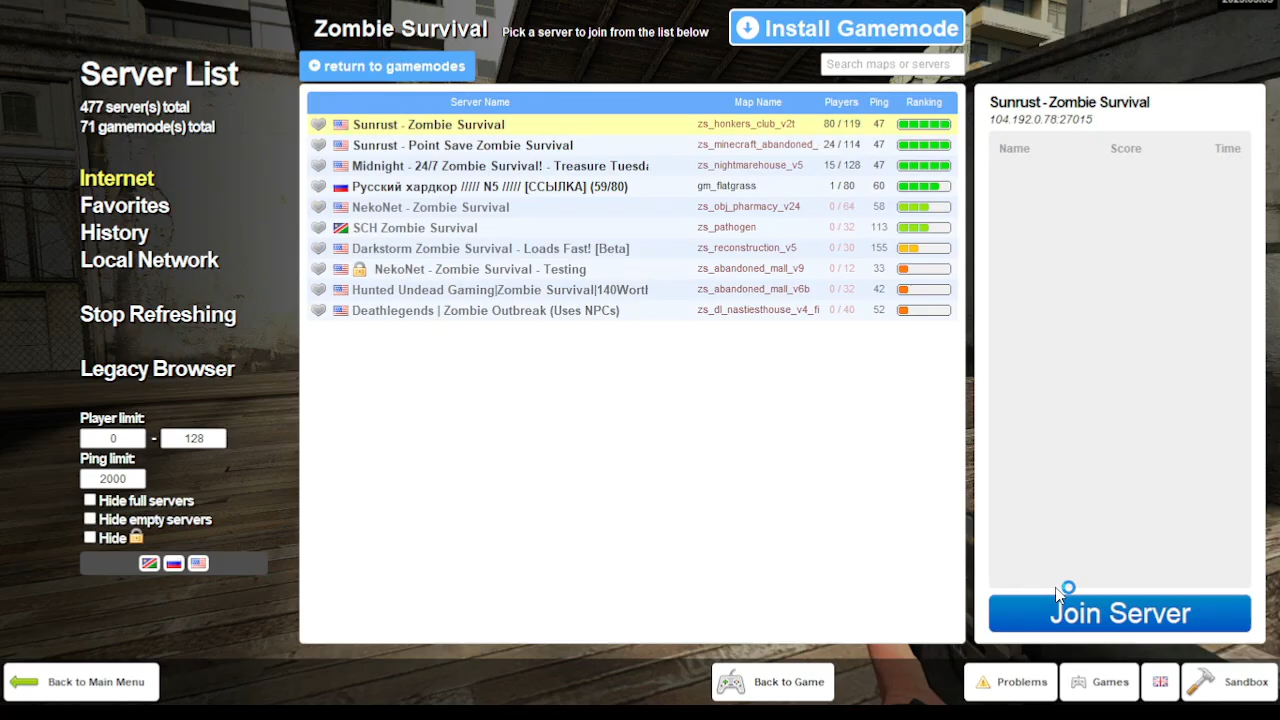 Zombie Survival Pick a server to join from the list below
Install Gamemode
return to gamemodes
Search maps or servers
Server List
477 server(s) total
71 gamemode(s) total
Internet
Favorites
History
Local Network
Stop Refreshing
Legacy Browser
Player limit:
0 - 128
Ping limit:
2000
Hide full servers
Hide empty servers
Hide
Server Name Map Name Players Ping Ranking
Sunrust - Zombie Survival zs_honkers_club_v2t 80 / 119 47
Sunrust - Point Save Zombie Survival zs_minecraft_abandoned_ 24 / 114 47
Midnight - 24/7 Zombie Survival! - Treasure Tuesda zs_nightmarehouse_v5 15 / 128 47
Русский хардкор ///// N5 ///// [ССЫЛКА] (59/80) gm_flatgrass 1 / 80 60
NekoNet - Zombie Survival zs_obj_pharmacy_v24 0 / 64 58
SCH Zombie Survival zs_pathogen 0 / 32 113
Darkstorm Zombie Survival - Loads Fast! [Beta] zs_reconstruction_v5 0 / 30 155
NekoNet - Zombie Survival - Testing zs_abandoned_mall_v9 0 / 12 33
Hunted Undead Gaming|Zombie Survival|140Wortl zs_abandoned_mall_v6b 0 / 32 42
Deathlegends | Zombie Outbreak (Uses NPCs) zs_dl_nastiesthouse_v4_fi 0 / 40 52
Sunrust - Zombie Survival
104.192.0.78:27015
Name Score Time
Join Server
Back to Main Menu
Back to Game
Problems
Games
Sandbox